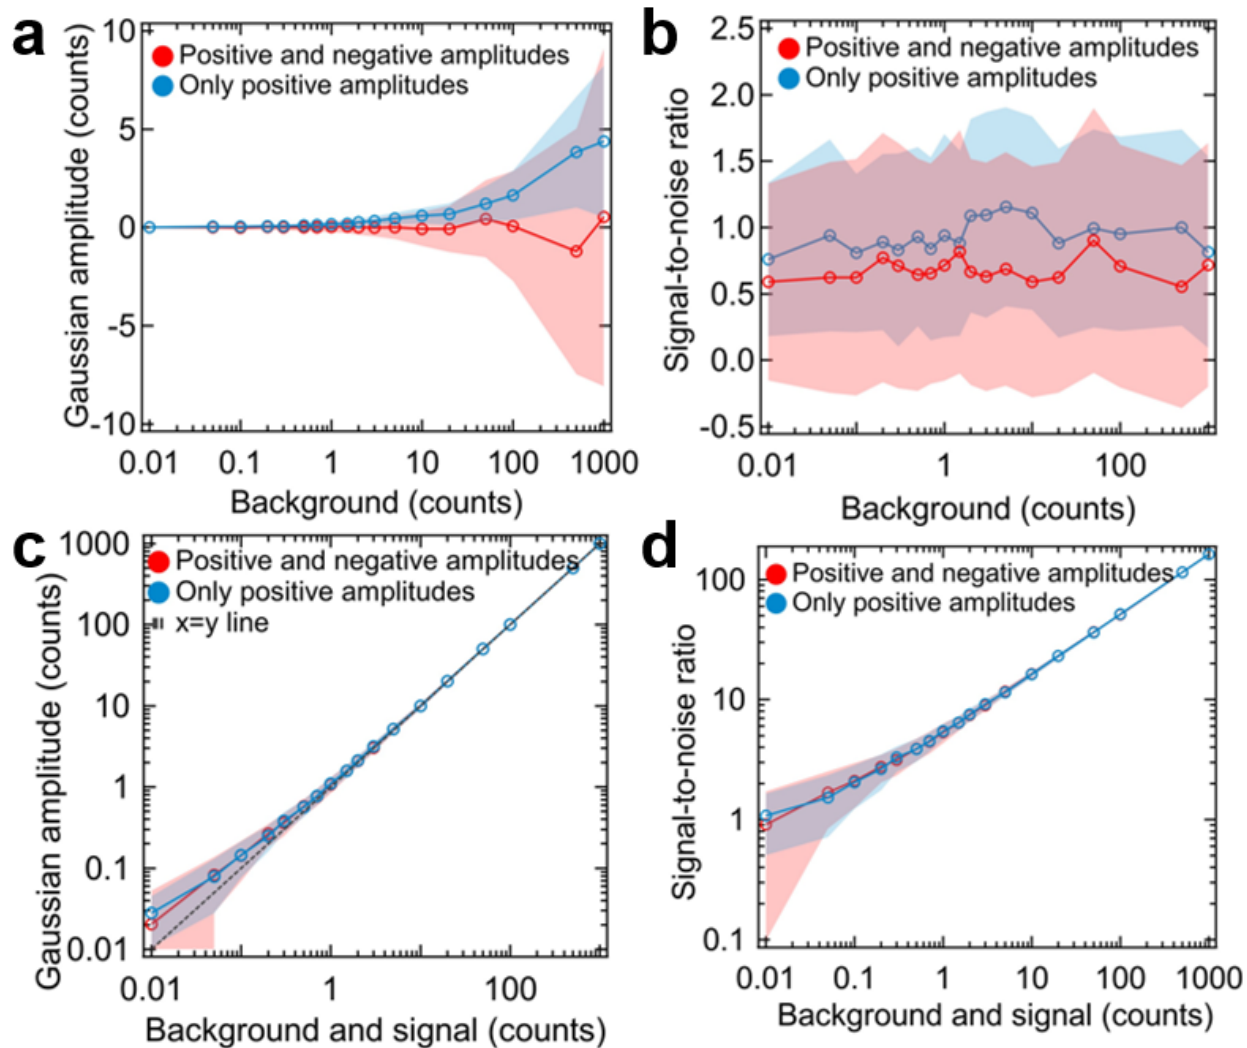 a
Gaussian amplitude (counts)
10
5
0
-5
-10
Positive and negative amplitudes
Only positive amplitudes
0.01 0.1 1 10 100 1000
Background (counts)
b
Signal-to-noise ratio
2.5
2.0
1.5
1.0
0.5
0.0
-0.5
Positive and negative amplitudes
Only positive amplitudes
0.01 1 100
Background (counts)
c
Gaussian amplitude (counts)
1000
100
10
1
0.1
0.01
Positive and negative amplitudes
Only positive amplitudes
x=y line
0.01 1 100
Background and signal (counts)
d
Signal-to-noise ratio
100
10
1
0.1
Positive and negative amplitudes
Only positive amplitudes
0.01 0.1 1 10 100 1000
Background and signal (counts)